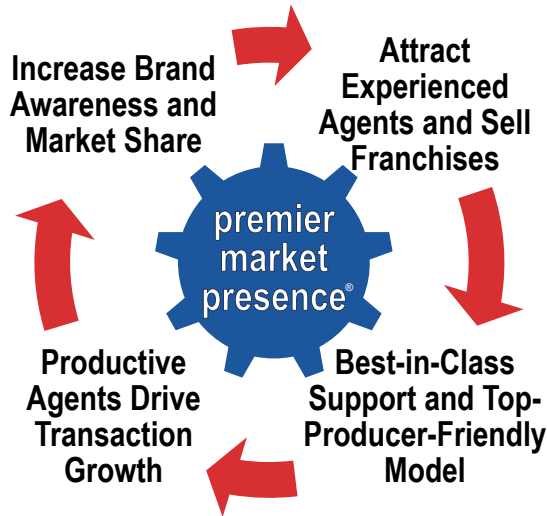 Increase Brand
Awareness and
Market Share
Attract
Experienced
Agents and Sell
Franchises
premier
market
presence®
Productive
Agents Drive
Transaction
Growth
Best-in-Class
Support and Top-
Producer-Friendly
Model